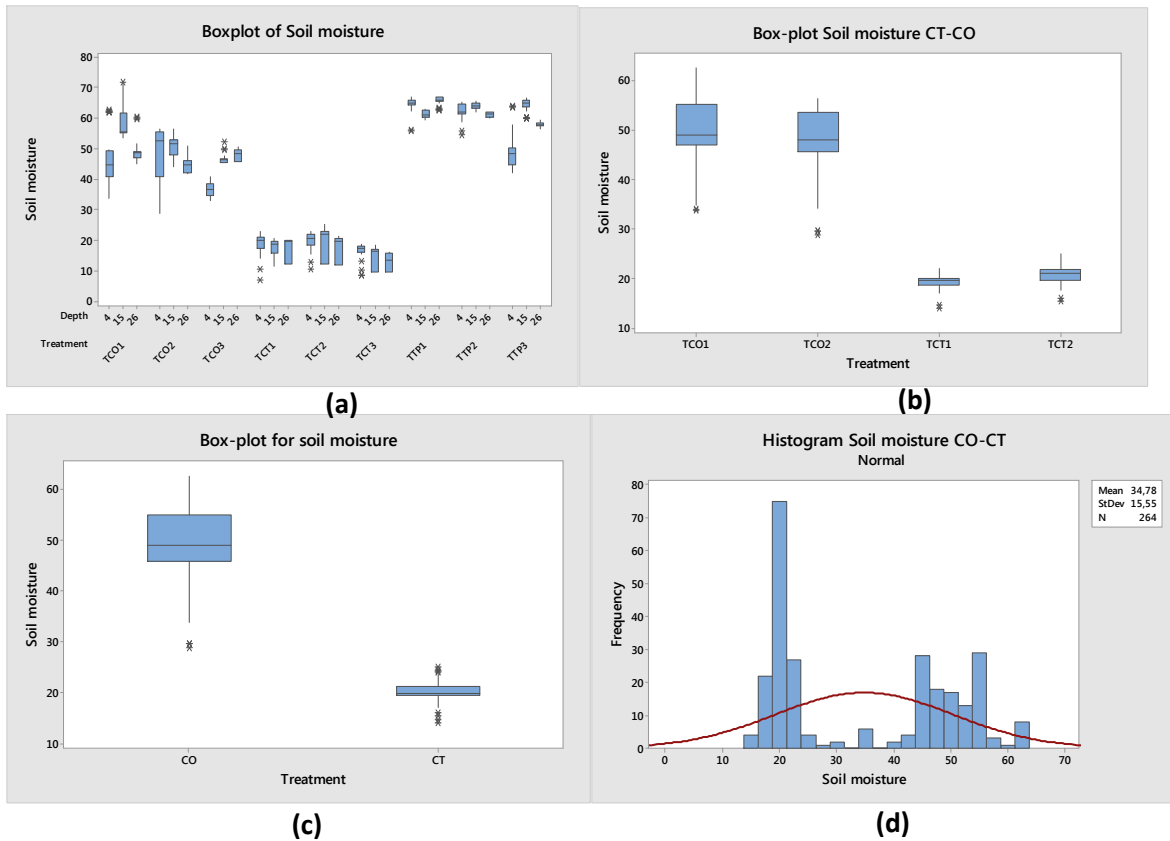 Boxplot of Soil moisture
80
70
60
50
40
30
20
10
0
Soil moisture
Depth 4 15 26 4 15 26 4 15 26 4 15 26 4 15 26 4 15 26 4 15 26 4 15 26 4 15 26
Treatment TCO1 TCO2 TCO3 TCT1 TCT2 TCT3 TTP1 TTP2 TTP3
(a)
Box-plot Soil moisture CT-CO
60
50
40
30
20
10
Soil moisture
TCO1 TCO2 TCT1 TCT2
Treatment
(b)
Box-plot for soil moisture
60
50
40
30
20
10
Soil moisture
CO CT
Treatment
(c)
Histogram Soil moisture CO-CT
Normal
80
70
60
50
40
30
20
10
0
Frequency
0 10 20 30 40 50 60 70
Soil moisture
Mean 34,78
StDev 15,55
N 264
(d)